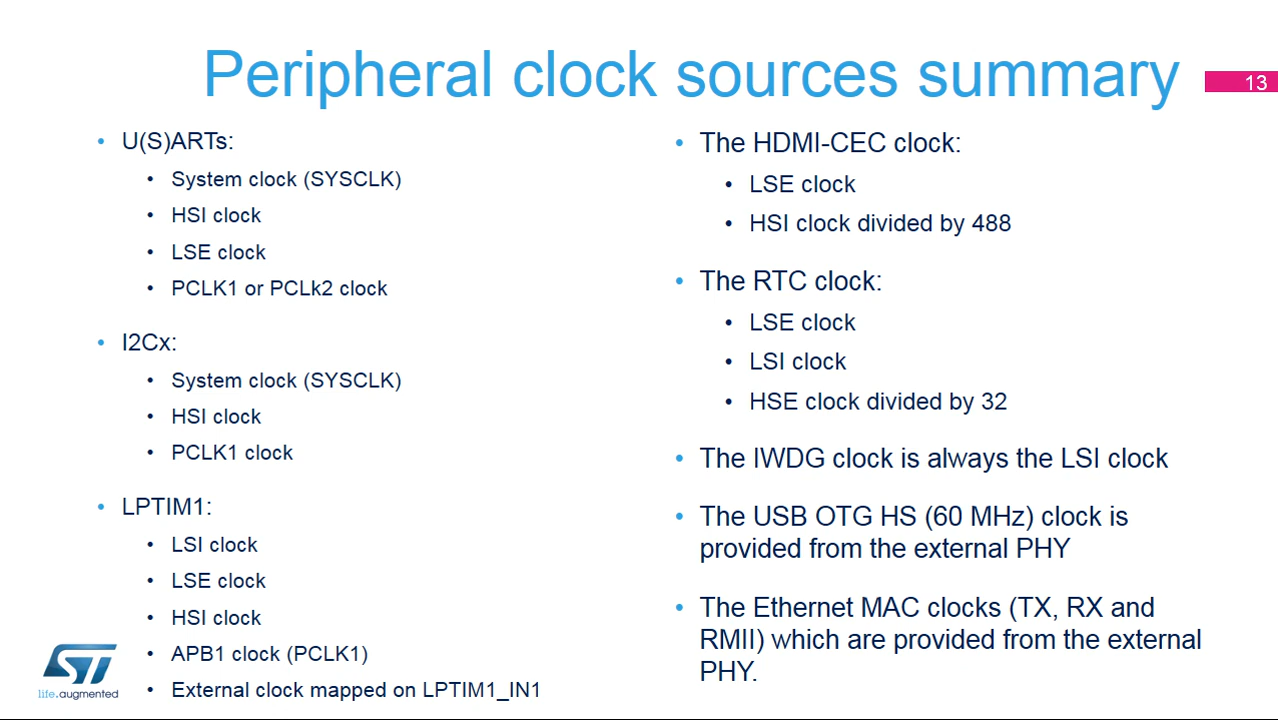 Peripheral clock sources summary
13
• U(S)ARTs:
• System clock (SYSCLK)
• HSI clock
• LSE clock
• PCLK1 or PCLk2 clock
• I2Cx:
• System clock (SYSCLK)
• HSI clock
• PCLK1 clock
• LPTIM1:
• LSI clock
• LSE clock
• HSI clock
• APB1 clock (PCLK1)
• External clock mapped on LPTIM1_IN1
• The HDMI-CEC clock:
• LSE clock
• HSI clock divided by 488
• The RTC clock:
• LSE clock
• LSI clock
• HSE clock divided by 32
• The IWDG clock is always the LSI clock
• The USB OTG HS (60 MHz) clock is
provided from the external PHY
• The Ethernet MAC clocks (TX, RX and
RMII) which are provided from the external
PHY.
ST
life.augmented